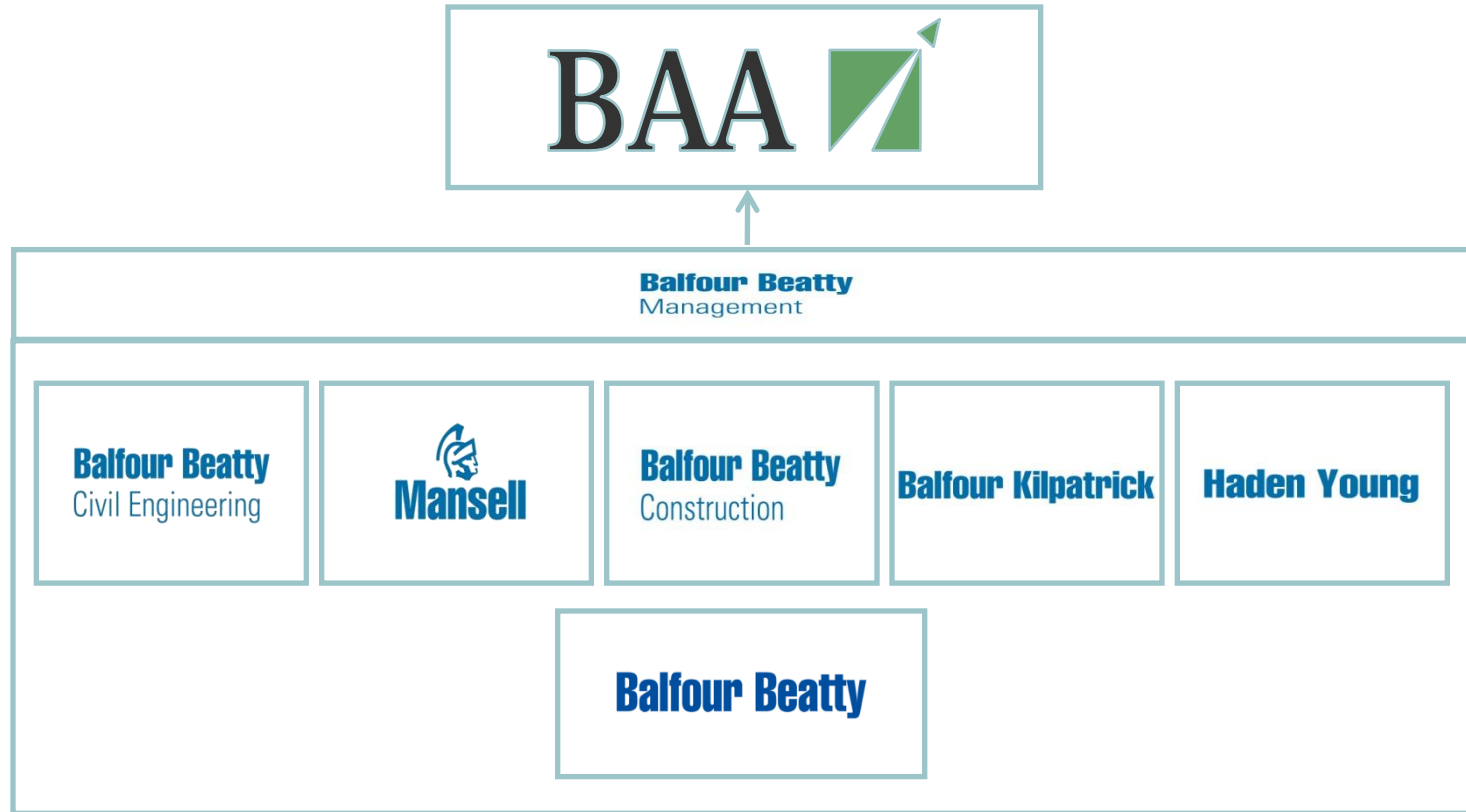 BAA
Balfour Beatty
Management
Balfour Beatty
Civil Engineering
Mansell
Balfour Beatty
Construction
Balfour Kilpatrick
Haden Young
Balfour Beatty